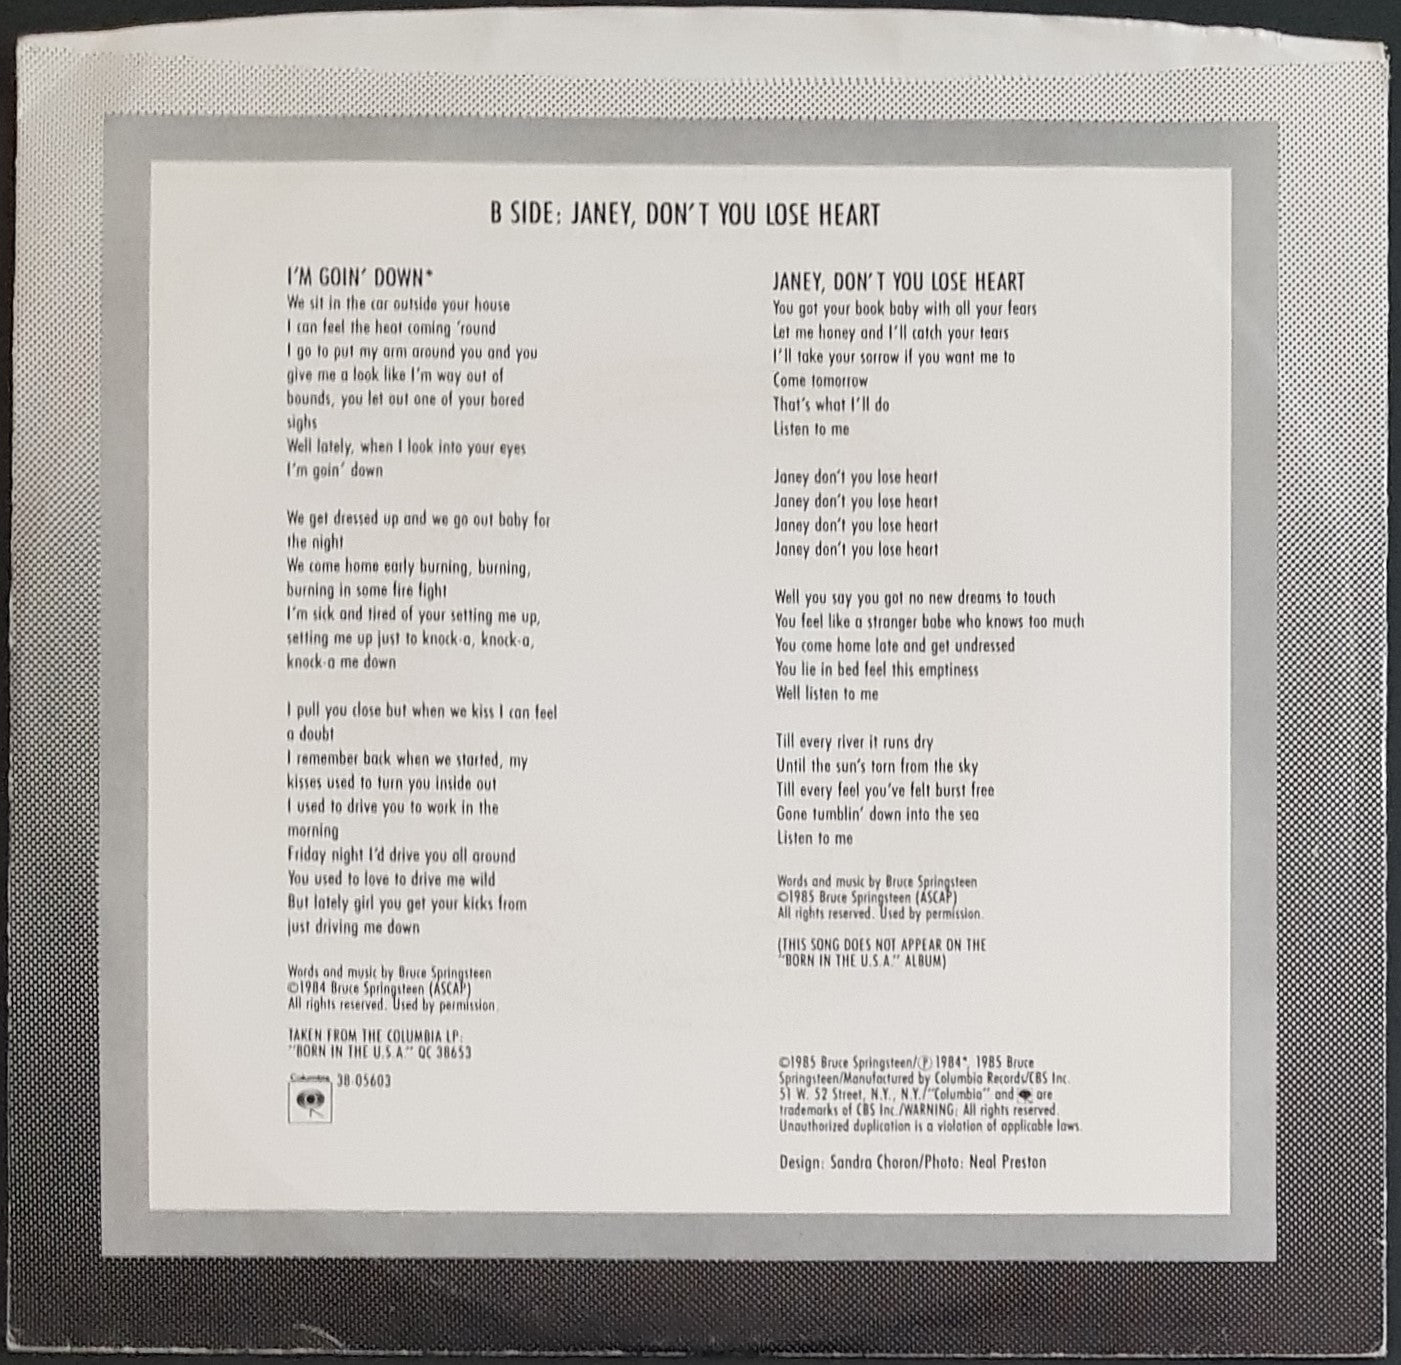 B SIDE: JANEY, DON'T YOU LOSE HEART
I'M GOIN' DOWN*
We sit in the car outside your house
I can feel the heat coming 'round
I go to put my arm around you and you
give me a look like I'm way out of
bounds, you let out one of your bored
sighs
Well lately, when I look into your eyes
I'm goin' down
We get dressed up and we go out baby for
the night
We come home early burning, burning,
burning in some fire fight
I'm sick and tired of your setting me up,
setting me up just to knock-a, knock-a,
knock-a me down
I pull you close but when we kiss I can feel
a doubt
I remember back when we started, my
kisses used to turn you inside out
I used to drive you to work in the
morning
Friday night I'd drive you all around
You used to love to drive me wild
But lately girl you get your kicks from
just driving me down
Words and music by Bruce Springsteen
©1984 Bruce Springsteen (ASCAP)
All rights reserved. Used by permission.
TAKEN FROM THE COLUMBIA LP:
"BORN IN THE U.S.A." QC 38653
Columbia 38-05603
JANEY, DON'T YOU LOSE HEART
You got your book baby with all your fears
Let me honey and I'll catch your tears
I'll take your sorrow if you want me to
Come tomorrow
That's what I'll do
Listen to me
Janey don't you lose heart
Janey don't you lose heart
Janey don't you lose heart
Janey don't you lose heart
Well you say you got no new dreams to touch
You feel like a stranger babe who knows too much
You come home late and get undressed
You lie in bed feel this emptiness
Well listen to me
Till every river it runs dry
Until the sun's torn from the sky
Till every feel you've felt burst free
Gone tumblin' down into the sea
Listen to me
Words and music by Bruce Springsteen
©1985 Bruce Springsteen (ASCAP)
All rights reserved. Used by permission.
(THIS SONG DOES NOT APPEAR ON THE
"BORN IN THE U.S.A." ALBUM)
©1985 Bruce Springsteen/℗ 1984*, 1985 Bruce
Springsteen/Manufactured by Columbia Records/CBS Inc.
51 W. 52 Street, N.Y., N.Y./"Columbia" and are
trademarks of CBS Inc./WARNING: All rights reserved.
Unauthorized duplication is a violation of applicable laws.
Design: Sandra Choron/Photo: Neal Preston